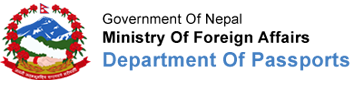 Government Of Nepal
Ministry Of Foreign Affairs
Department Of Passports